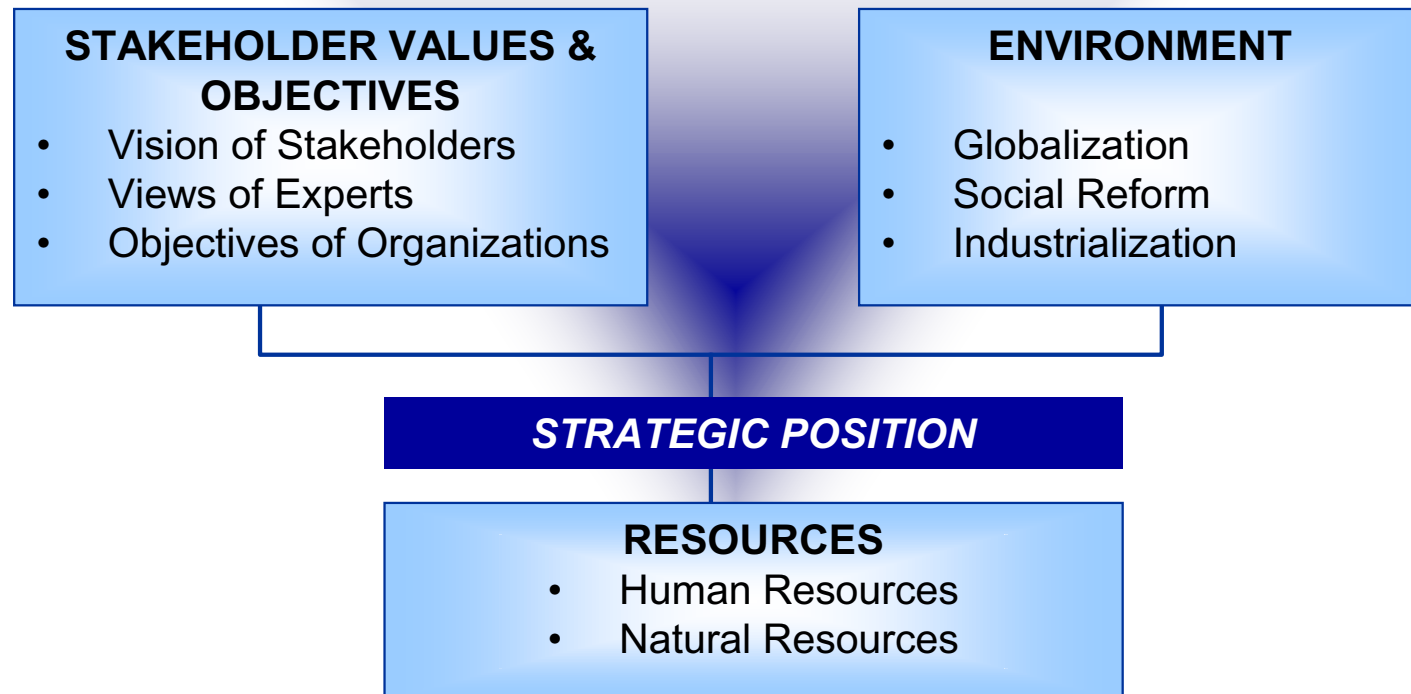 STAKEHOLDER VALUES &
OBJECTIVES
• Vision of Stakeholders
• Views of Experts
• Objectives of Organizations
ENVIRONMENT
• Globalization
• Social Reform
• Industrialization
STRATEGIC POSITION
RESOURCES
• Human Resources
• Natural Resources